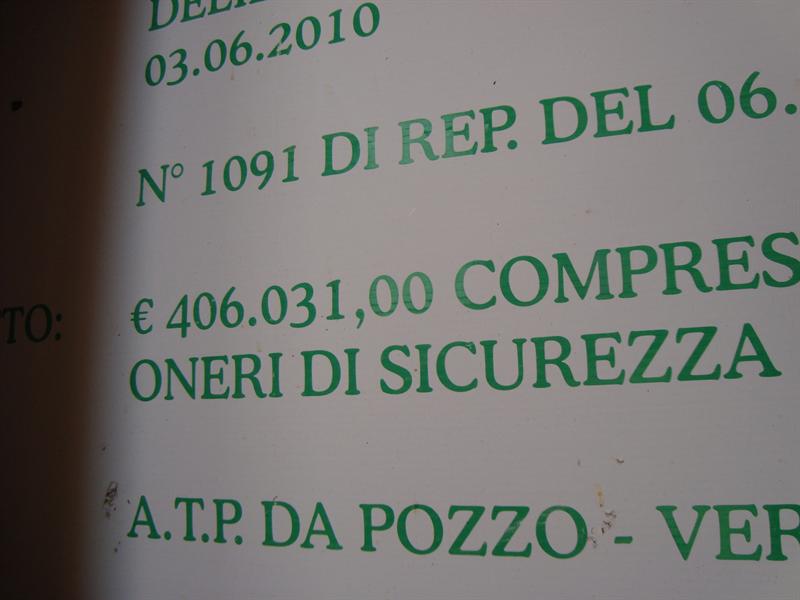 03.06.2010
N° 1091 DI REP. DEL 06.
TO: € 406.031,00 COMPRES
ONERI DI SICUREZZA
A.T.P. DA POZZO - VER